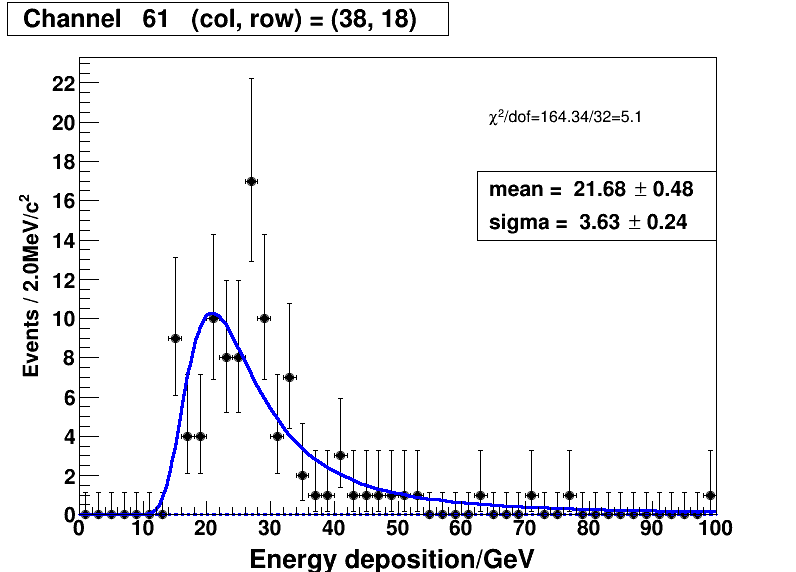 Channel 61 (col, row) = (38, 18)
χ²/dof=164.34/32=5.1
mean = 21.68 ± 0.48
sigma = 3.63 ± 0.24
Events / 2.0MeV/c²
22
20
18
16
14
12
10
8
6
4
2
0
0 10 20 30 40 50 60 70 80 90 100
Energy deposition/GeV